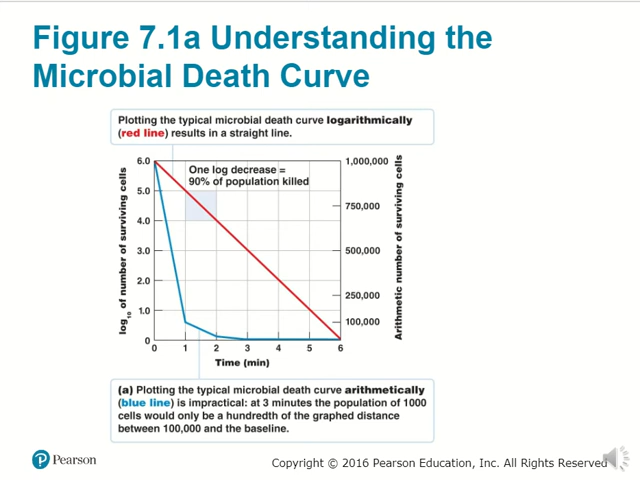 Figure 7.1a Understanding the
Microbial Death Curve
Plotting the typical microbial death curve logarithmically
(red line) results in a straight line.
log₁₀ of number of surviving cells
6.0
5.0
4.0
3.0
2.0
1.0
0
One log decrease =
90% of population killed
1,000,000
750,000
500,000
250,000
100,000
Arithmetic number of surviving cells
0 1 2 3 4 5 6
Time (min)
(a) Plotting the typical microbial death curve arithmetically
(blue line) is impractical: at 3 minutes the population of 1000
cells would only be a hundredth of the graphed distance
between 100,000 and the baseline.
P Pearson
Copyright © 2016 Pearson Education, Inc. All Rights Reserved